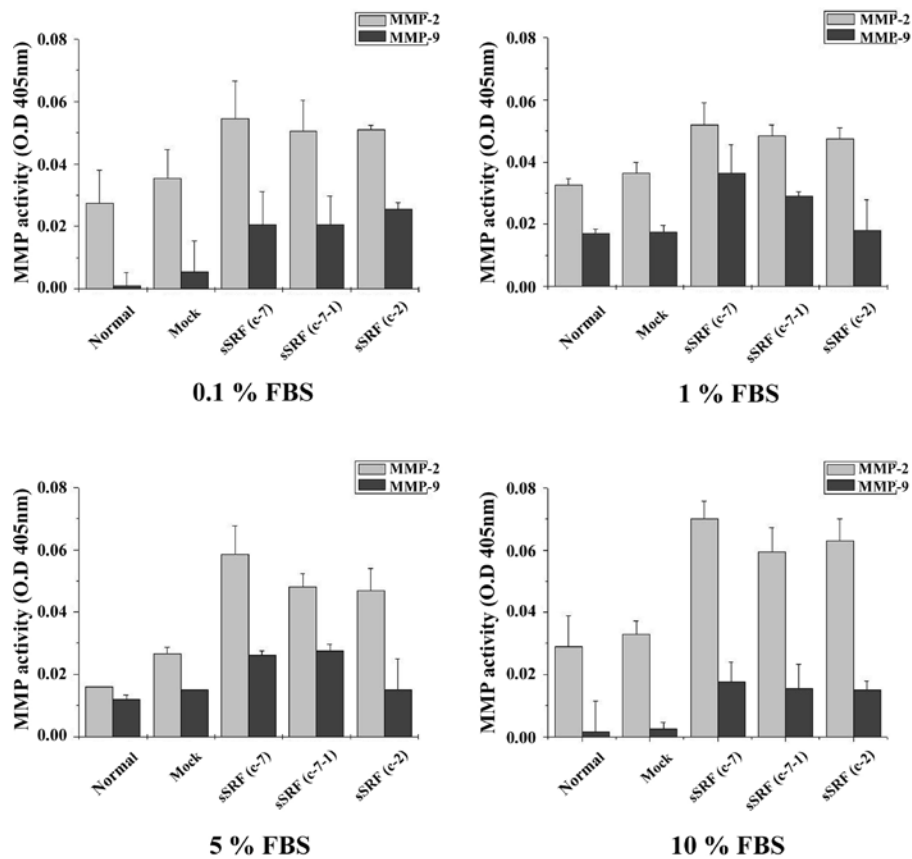 MMP-2
MMP-9
MMP activity (O.D 405nm)
0.08
0.06
0.04
0.02
0.00
Normal
Mock
sSRF (c-7)
sSRF (c-7-1)
sSRF (c-2)
0.1 % FBS
MMP-2
MMP-9
MMP activity (O.D 405nm)
0.08
0.06
0.04
0.02
0.00
Normal
Mock
sSRF (c-7)
sSRF (c-7-1)
sSRF (c-2)
1 % FBS
MMP-2
MMP-9
MMP activity (O.D 405nm)
0.08
0.06
0.04
0.02
0.00
Normal
Mock
sSRF (c-7)
sSRF (c-7-1)
sSRF (c-2)
5 % FBS
MMP-2
MMP-9
MMP activity (O.D 405nm)
0.08
0.06
0.04
0.02
0.00
Normal
Mock
sSRF (c-7)
sSRF (c-7-1)
sSRF (c-2)
10 % FBS